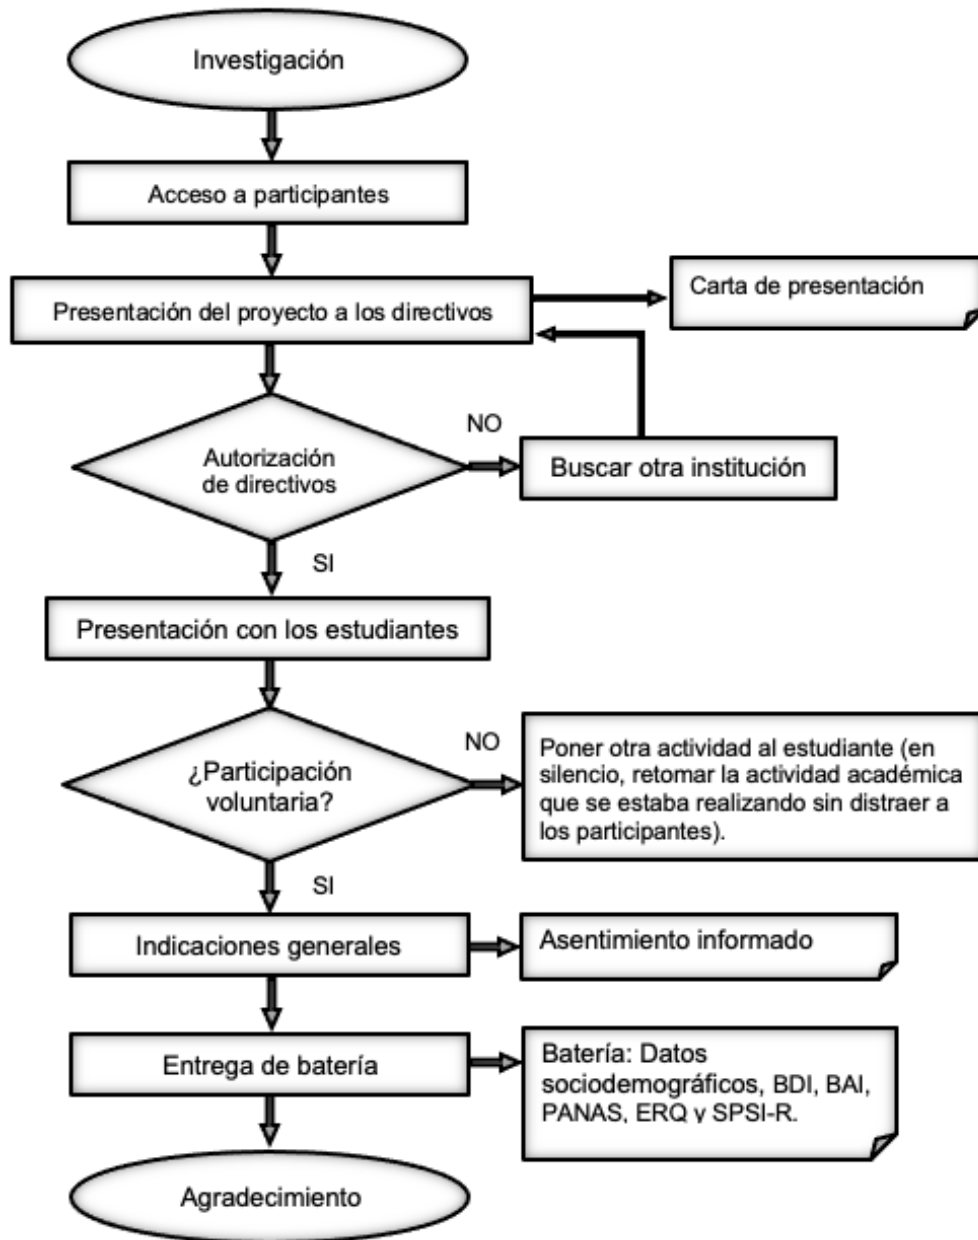 Investigación
Acceso a participantes
Presentación del proyecto a los directivos
Carta de presentación
Autorización
de directivos
NO
Buscar otra institución
SI
Presentación con los estudiantes
¿Participación
voluntaria?
NO
Poner otra actividad al estudiante (en
silencio, retomar la actividad académica
que se estaba realizando sin distraer a
los participantes).
SI
Indicaciones generales
Asentimiento informado
Entrega de batería
Batería: Datos
sociodemográficos, BDI, BAI,
PANAS, ERQ y SPSI-R.
Agradecimiento